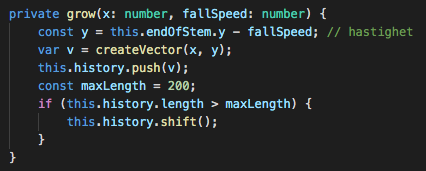 private grow(x: number, fallSpeed: number) {
const y = this.endOfStem.y - fallSpeed; // hastighet
var v = createVector(x, y);
this.history.push(v);
const maxLength = 200;
if (this.history.length > maxLength) {
this.history.shift();
}
}